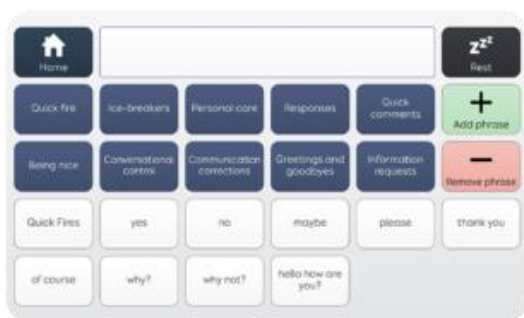 zzz
Home
Rest
Quick fire
Ice-breakers
Personal care
Responses
Quick
comments
Add phrase
Being nice
Conversational
control
Communication
corrections
Greetings and
goodbyes
Information
requests
Remove phrase
Quick Fires
yes
no
maybe
please
thank you
of course
why?
why not?
hello how are
you?